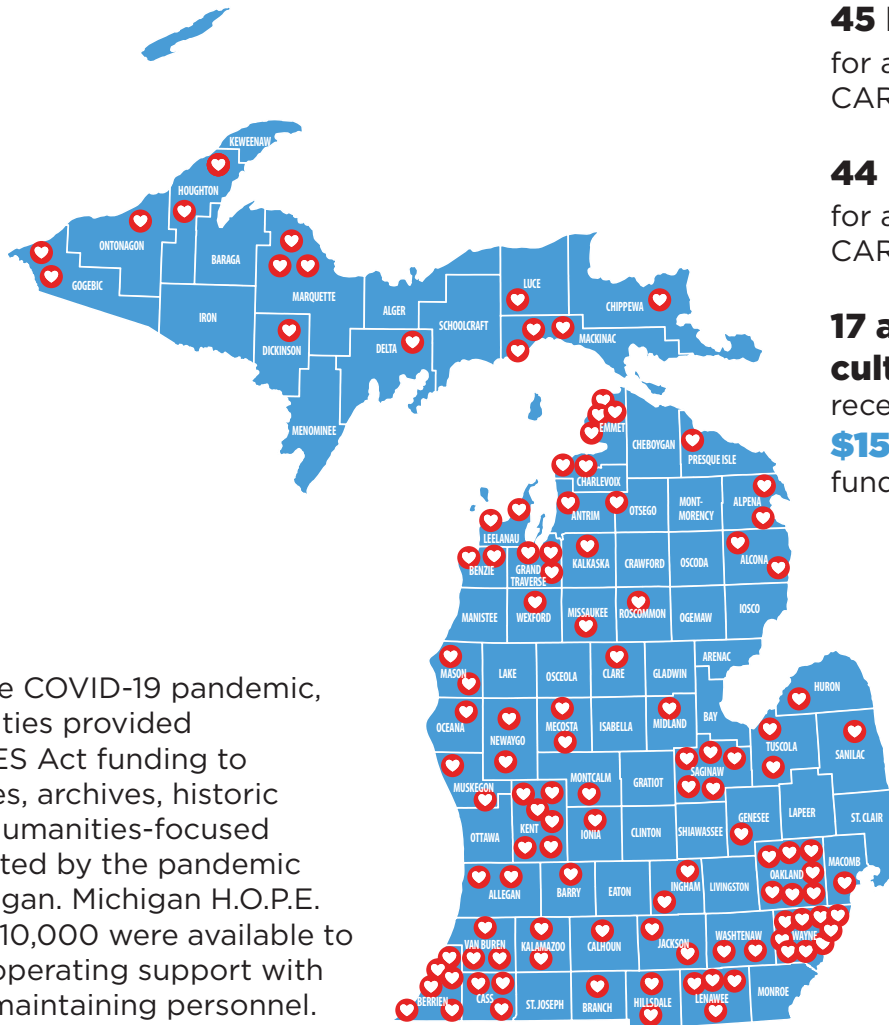 45
for a
CAR
44
for a
CAR
17 a
cult
rece
$15
fund
KEWEENAW
HOUGHTON
ONTONAGON
BARAGA
GOGEBIC
MARQUETTE
IRON
DICKINSON
ALGER
DELTA
SCHOOLCRAFT
LUCE
CHIPPEWA
MACKINAC
MENOMINEE
EMMET
CHEBOYGAN
PRESQUE ISLE
CHARLEVOIX
ANTRIM
OTSEGO
MONT-
MORENCY
ALPENA
LEELANAU
BENZIE
GRAND
TRAVERSE
KALKASKA
CRAWFORD
OSCODA
ALCONA
MANISTEE
WEXFORD
MISSAUKEE
ROSCOMMON
OGEMAW
IOSCO
MASON
LAKE
OSCEOLA
CLARE
GLADWIN
ARENAC
HURON
OCEANA
NEWAYGO
MECOSTA
ISABELLA
MIDLAND
BAY
TUSCOLA
SANILAC
MUSKEGON
MONTCALM
GRATIOT
SAGINAW
OTTAWA
KENT
IONIA
CLINTON
SHIAWASSEE
GENESEE
LAPEER
ST. CLAIR
ALLEGAN
BARRY
EATON
INGHAM
LIVINGSTON
OAKLAND
MACOMB
VAN BUREN
KALAMAZOO
CALHOUN
JACKSON
WASHTENAW
WAYNE
BERRIEN
CASS
ST. JOSEPH
BRANCH
HILLSDALE
LENAWEE
MONROE
e COVID-19 pandemic,
ities provided
ES Act funding to
es, archives, historic
umanities-focused
ted by the pandemic
igan. Michigan H.O.P.E.
10,000 were available to
operating support with
maintaining personnel.